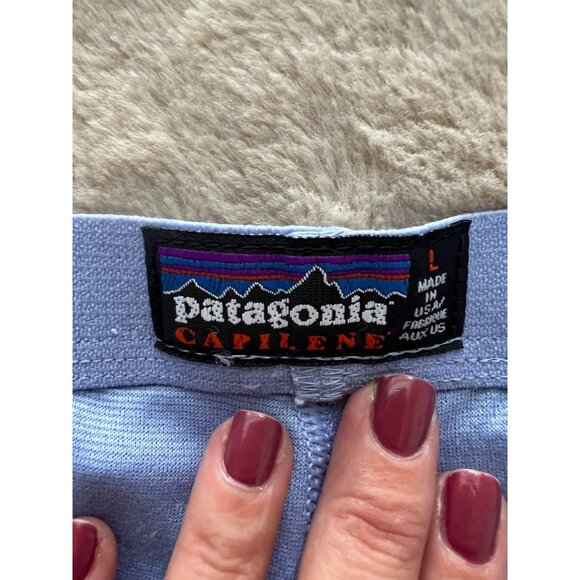 patagonia
CAPILENE
L
MADE
IN
USA/
FABRIQUE
AUX US